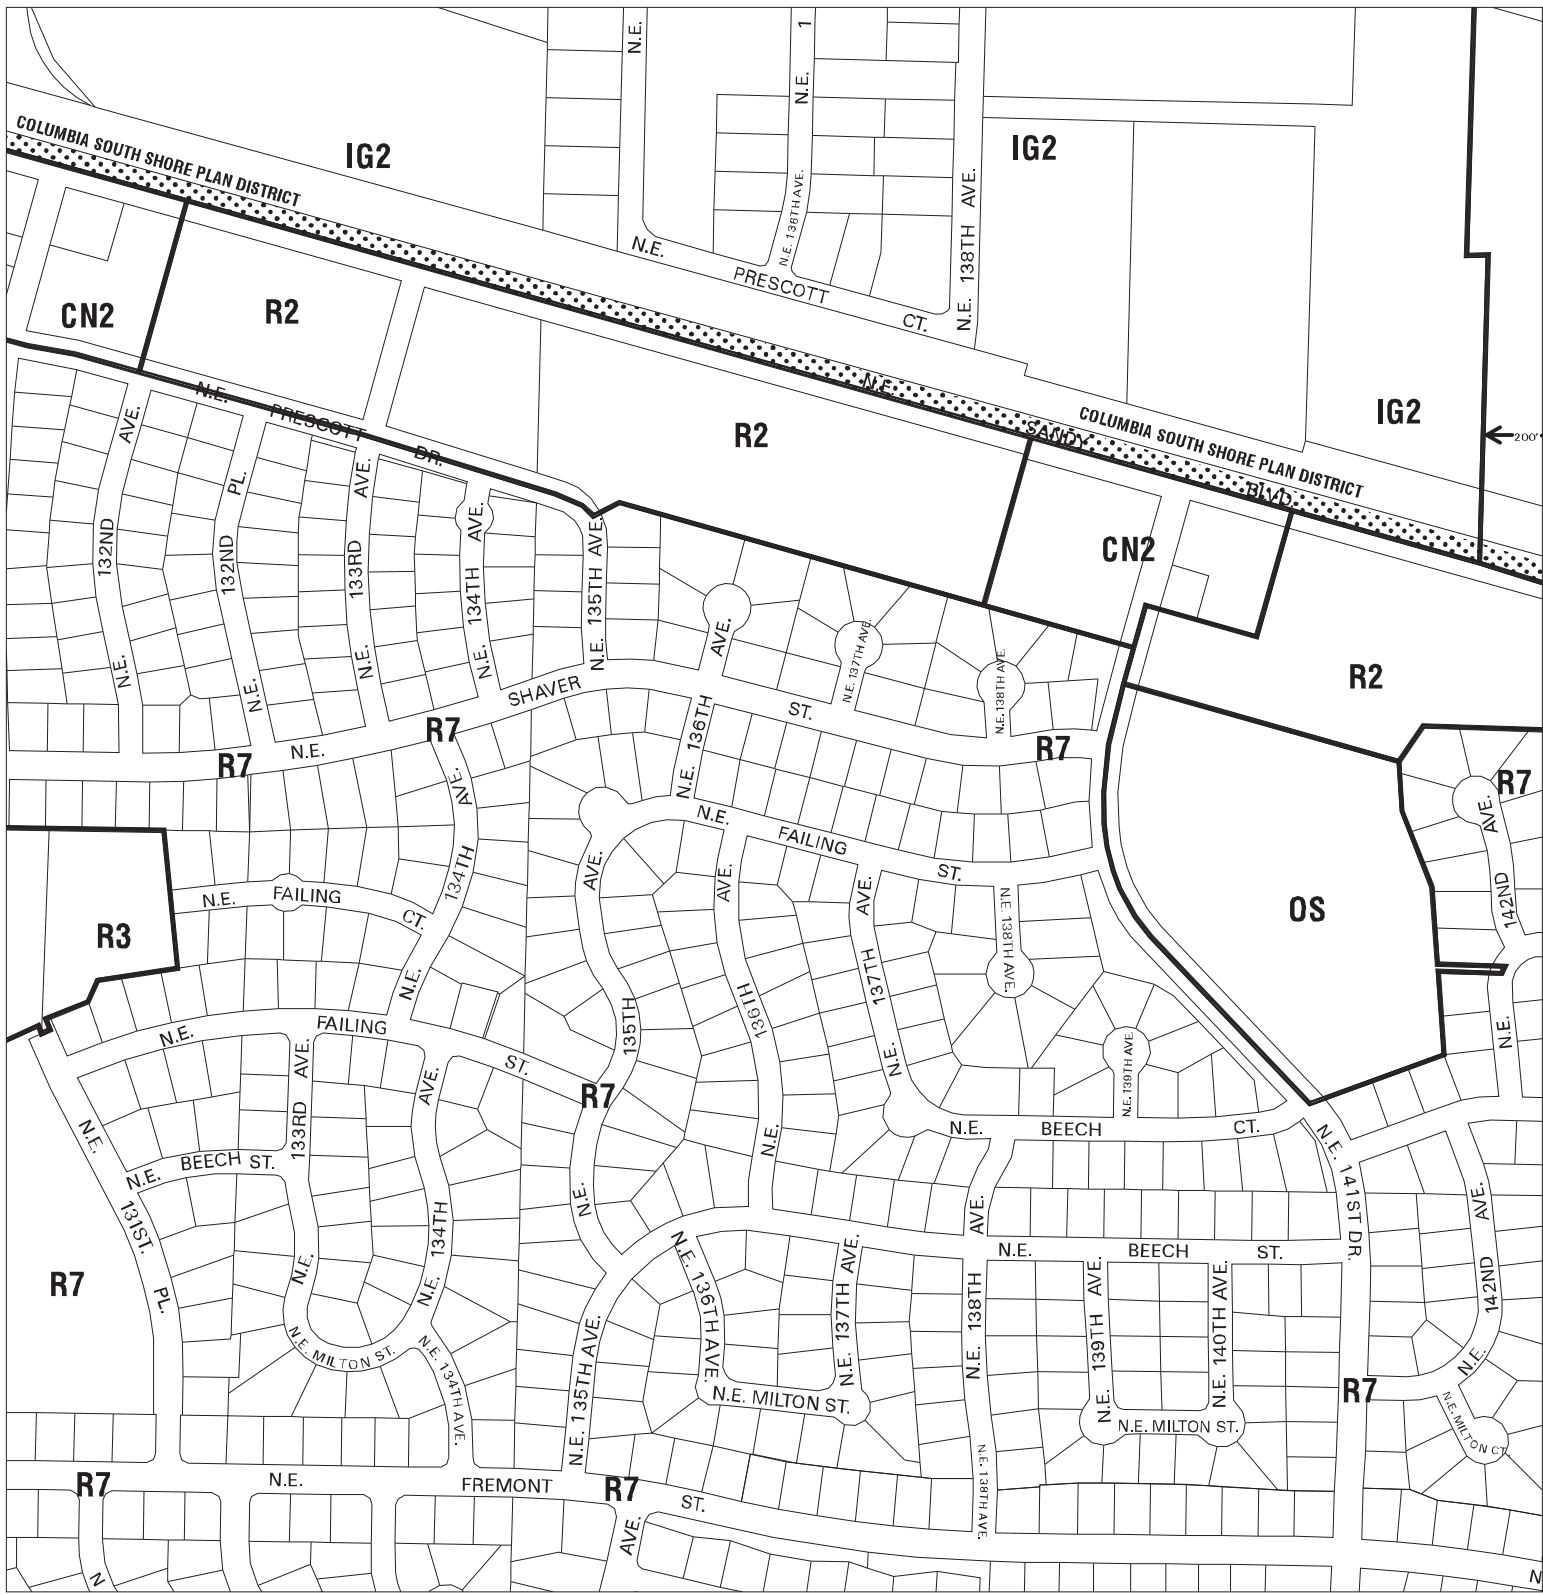 N.E.
N.E. 1
COLUMBIA SOUTH SHORE PLAN DISTRICT
IG2
IG2
N.E. 136TH AVE.
N.E. 138TH AVE.
N.E. PRESCOTT CT.
CN2
R2
N.E. PRESCOTT DR.
R2
N.E. SANDY BLVD.
COLUMBIA SOUTH SHORE PLAN DISTRICT
IG2
200'
CN2
R2
N.E. 132ND AVE.
N.E. 132ND PL.
N.E. 133RD AVE.
N.E. 134TH AVE.
N.E. 135TH AVE.
N.E. 136TH AVE.
N.E. 137TH AVE.
N.E. 138TH AVE.
N.E. SHAVER ST.
R7
R7
R7
R7
N.E. 134TH AVE.
N.E. FAILING ST.
N.E. 142ND AVE.
R3
N.E. FAILING CT.
N.E. 135TH AVE.
N.E. 136TH AVE.
N.E. 137TH AVE.
N.E. 138TH AVE.
OS
N.E. FAILING ST.
N.E. 139TH AVE.
R7
N.E. 133RD AVE.
N.E. 134TH AVE.
N.E. BEECH ST.
N.E. 131ST. PL.
N.E. BEECH CT.
N.E. 141ST DR.
N.E. 142ND AVE.
N.E. BEECH ST.
R7
N.E. MILTON ST.
N.E. 134TH AVE.
N.E. 135TH AVE.
N.E. 136TH AVE.
N.E. 137TH AVE.
N.E. MILTON ST.
N.E. 138TH AVE.
N.E. 138TH AVE.
N.E. 139TH AVE.
N.E. 140TH AVE.
N.E. MILTON ST.
R7
N.E. MILTON CT.
R7
N.E. FREMONT ST.
R7
AVE.
N
N